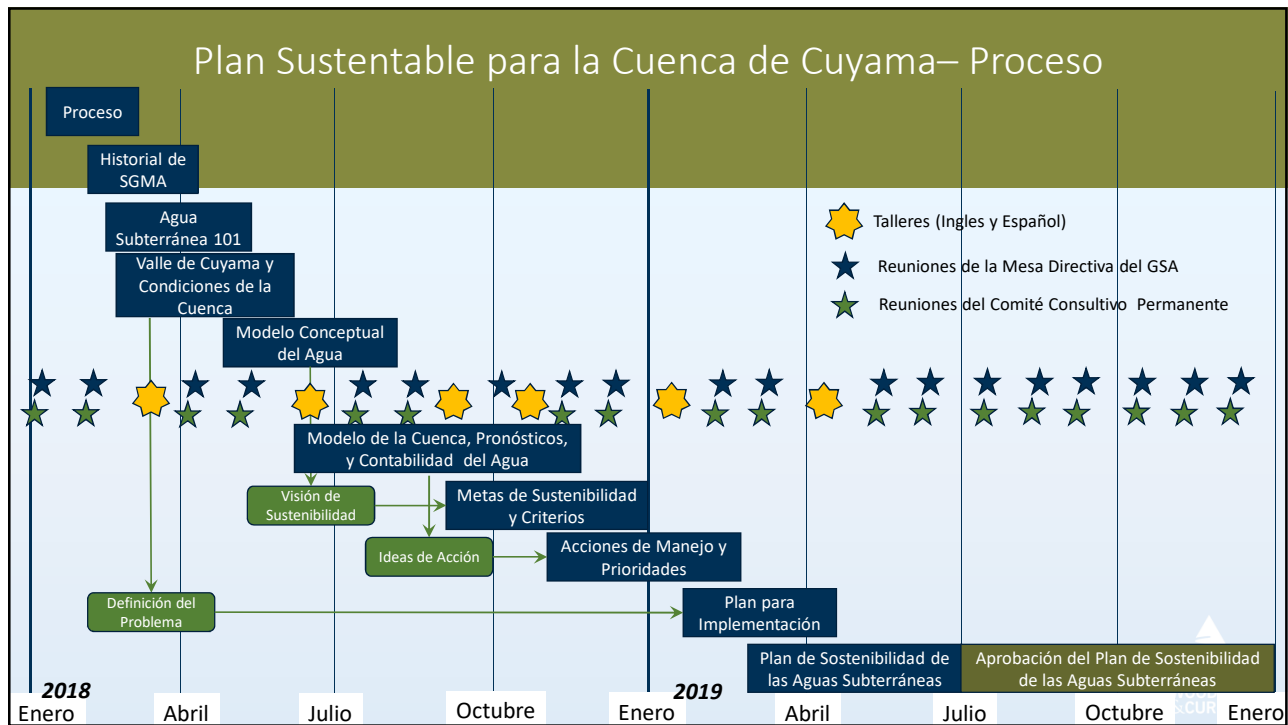 Plan Sustentable para la Cuenca de Cuyama– Proceso
Proceso
Historial de
SGMA
Agua
Subterránea 101
Valle de Cuyama y
Condiciones de la
Cuenca
Modelo Conceptual
del Agua
Talleres (Ingles y Español)
Reuniones de la Mesa Directiva del GSA
Reuniones del Comité Consultivo Permanente
Modelo de la Cuenca, Pronósticos,
y Contabilidad del Agua
Visión de
Sustenibilidad
Metas de Sustenibilidad
y Criterios
Ideas de Acción
Acciones de Manejo y
Prioridades
Definición del
Problema
Plan para
Implementación
Plan de Sostenibilidad de
las Aguas Subterráneas
Aprobación del Plan de Sostenibilidad
de las Aguas Subterráneas
2018
2019
Enero
Abril
Julio
Octubre
Enero
Abril
Julio
Octubre
Enero